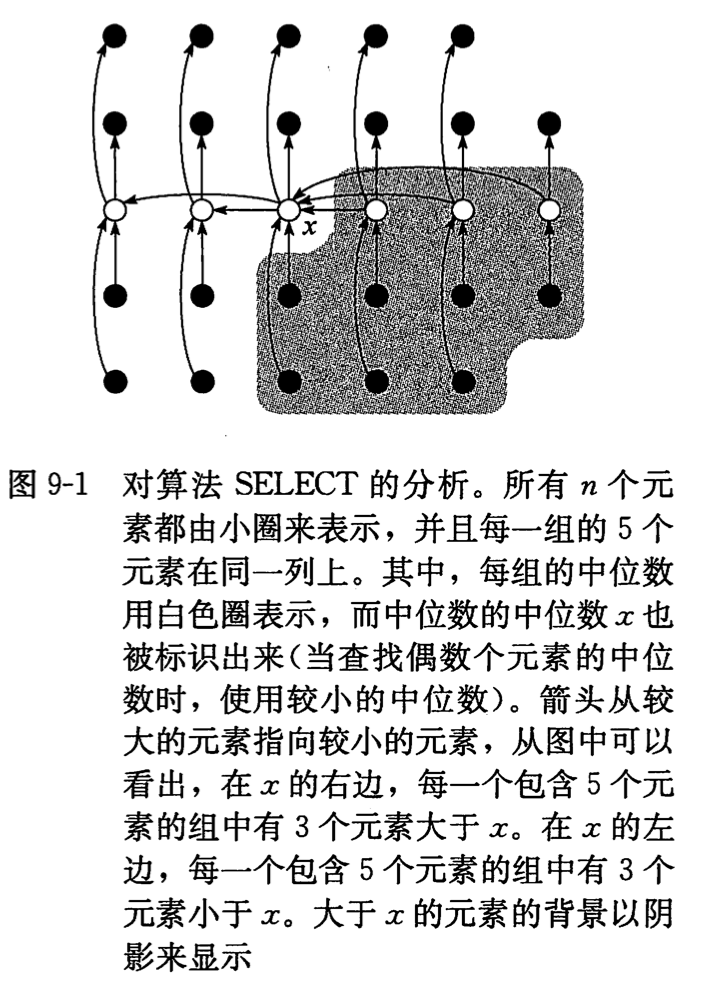 x
图 9-1 对算法 SELECT 的分析。所有 n 个元
素都由小圈来表示，并且每一组的 5 个
元素在同一列上。其中，每组的中位数
用白色圈表示，而中位数的中位数 x 也
被标识出来(当查找偶数个元素的中位
数时，使用较小的中位数)。箭头从较
大的元素指向较小的元素，从图中可以
看出，在 x 的右边，每一个包含 5 个元
素的组中有 3 个元素大于 x。在 x 的左
边，每一个包含 5 个元素的组中有 3 个
元素小于 x。大于 x 的元素的背景以阴
影来显示